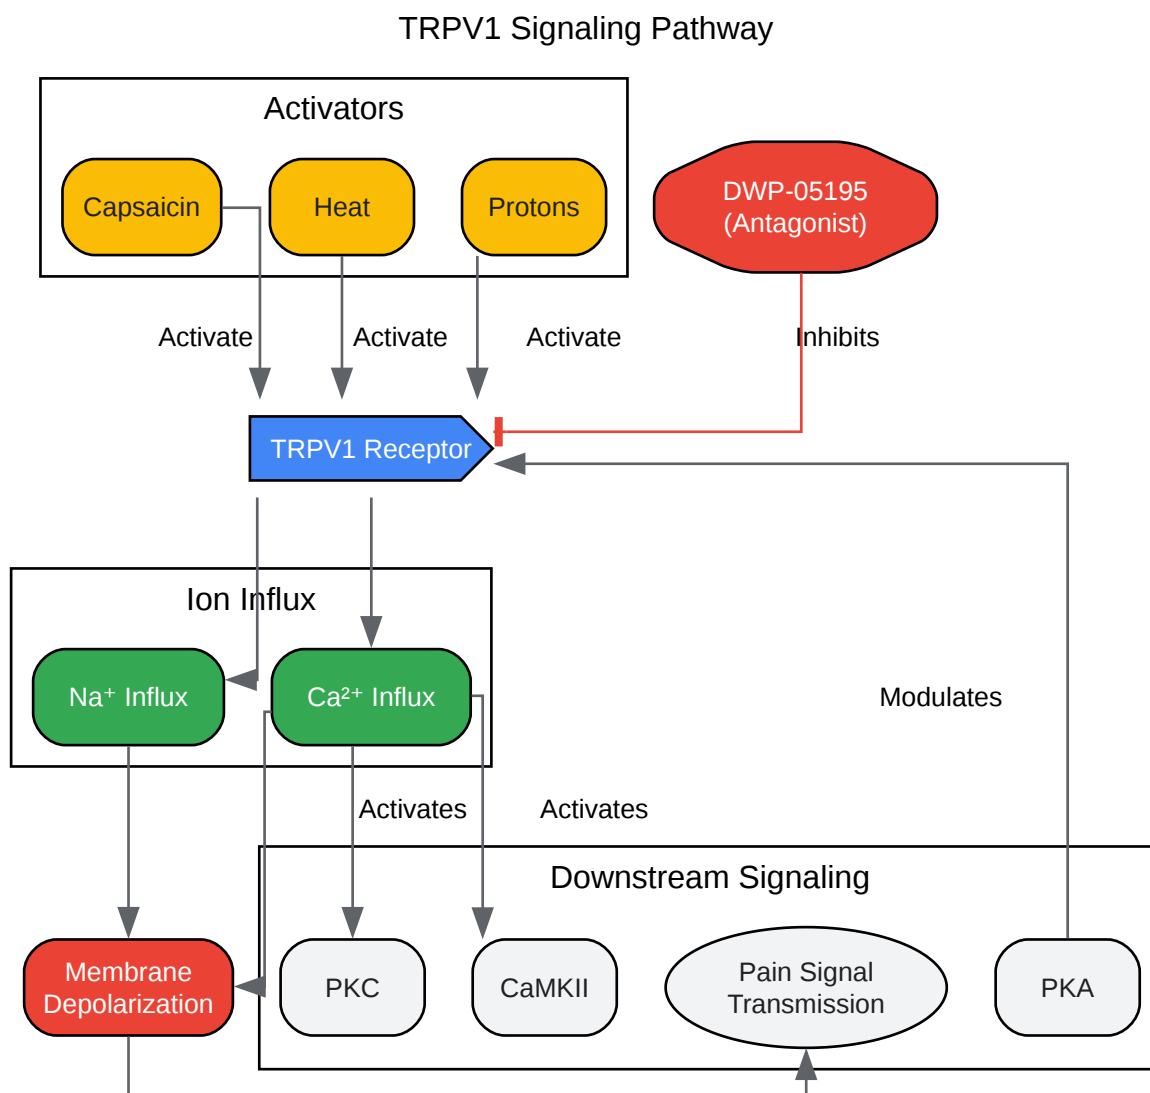 TRPV1 Signaling Pathway
Activators
Capsaicin
Heat
Protons
DWP-05195
(Antagonist)
Activate
Activate
Activate
Inhibits
TRPV1 Receptor
Ion Influx
Na⁺ Influx
Ca²⁺ Influx
Modulates
Activates
Activates
Downstream Signaling
Membrane
Depolarization
PKC
CaMKII
Pain Signal
Transmission
PKA